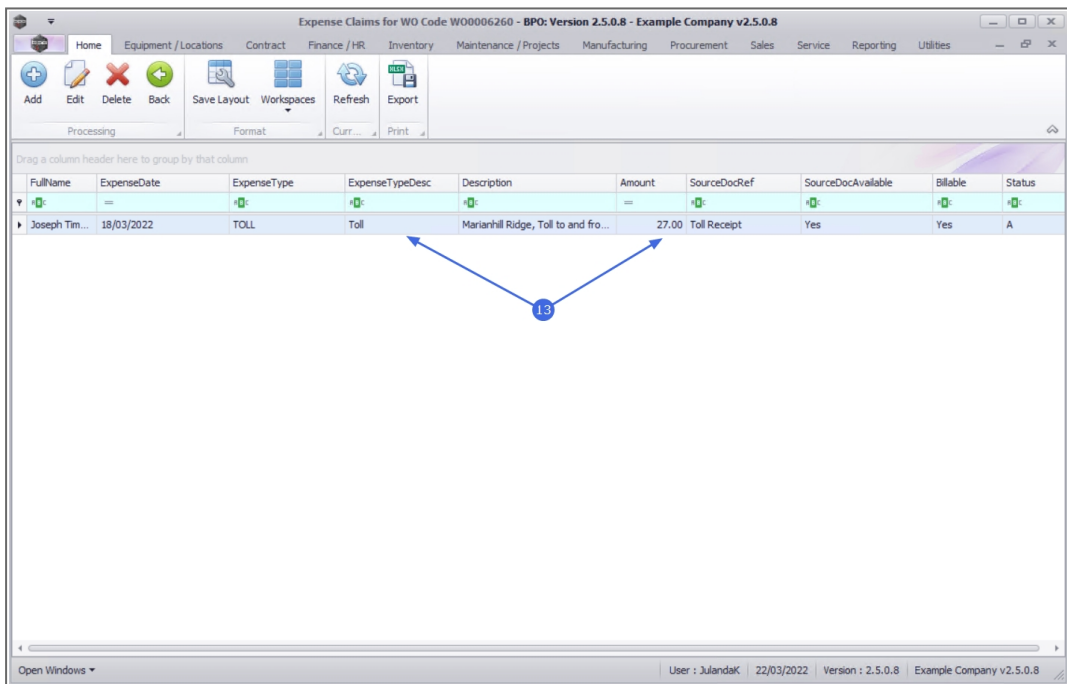 Expense Claims for WO Code WO0006260 - BPO: Version 2.5.0.8 - Example Company v2.5.0.8
Home Equipment / Locations Contract Finance / HR Inventory Maintenance / Projects Manufacturing Procurement Sales Service Reporting Utilities
Add Edit Delete Back Save Layout Workspaces Refresh Export
Processing Format Curr... Print
Drag a column header here to group by that column
FullName ExpenseDate ExpenseType ExpenseTypeDesc Description Amount SourceDocRef SourceDocAvailable Billable Status
Joseph Tim... 18/03/2022 TOLL Toll Marianhill Ridge, Toll to and fro... 27.00 Toll Receipt Yes Yes A
13
Open Windows User : JulandaK 22/03/2022 Version : 2.5.0.8 Example Company v2.5.0.8